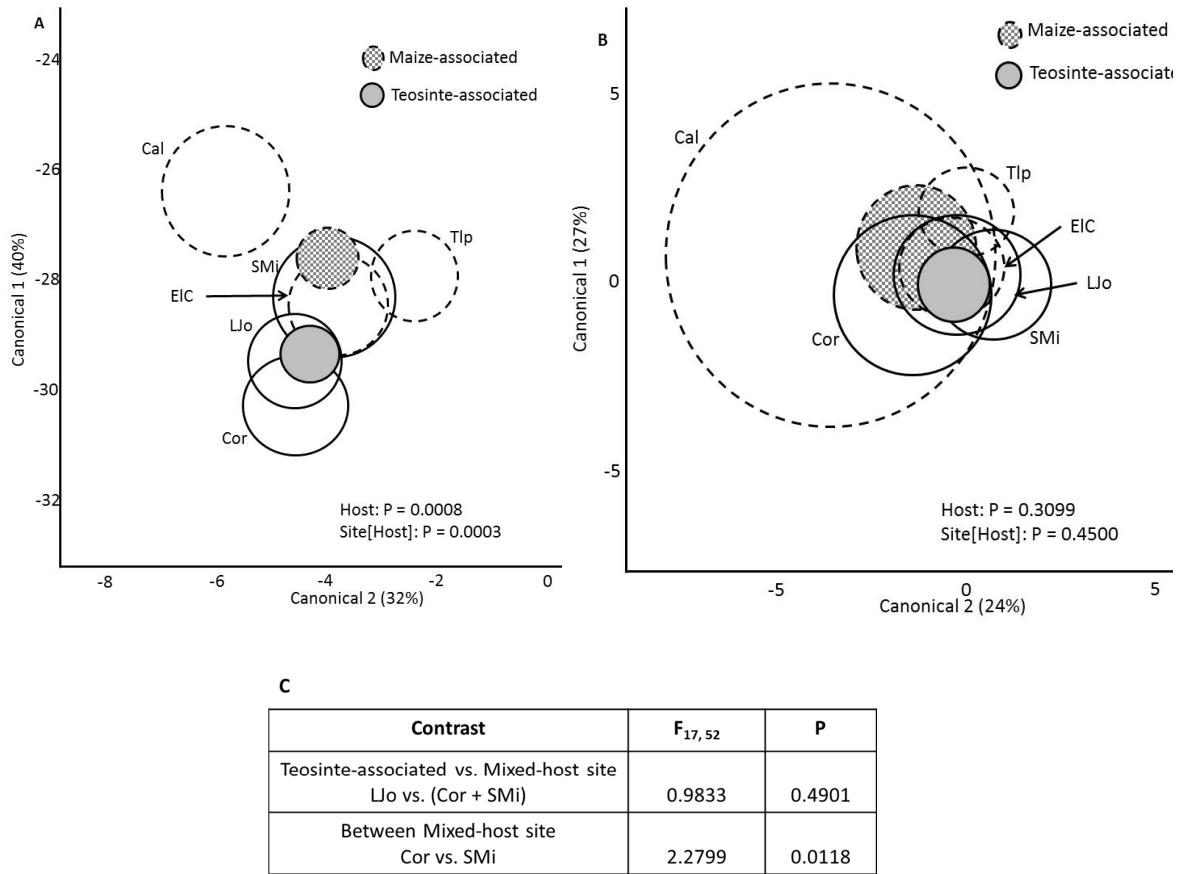 A
Maize-associated
Teosinte-associated
-24
-26
-28
-30
-32
Canonical 1 (40%)
Cal
Tlp
SMi
ElC
LJo
Cor
Host: P = 0.0008
Site[Host]: P = 0.0003
-8
-6
-4
-2
0
Canonical 2 (32%)
B
Maize-associated
Teosinte-associat
5
0
-5
Canonical 1 (27%)
Cal
Tlp
ElC
LJo
SMi
Cor
Host: P = 0.3099
Site[Host]: P = 0.4500
-5
0
5
Canonical 2 (24%)
C
Contrast F17, 52 P
Teosinte-associated vs. Mixed-host site
LJo vs. (Cor + SMi) 0.9833 0.4901
Between Mixed-host site
Cor vs. SMi 2.2799 0.0118